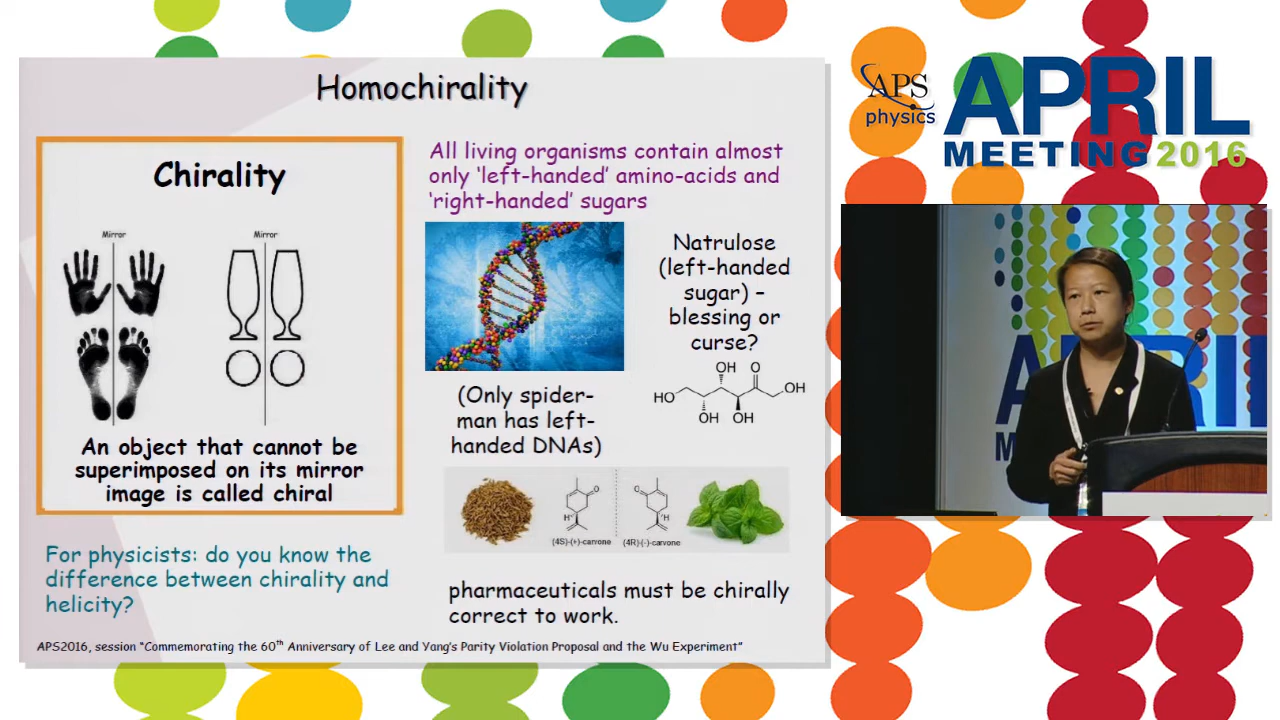 Homochirality
Chirality
Mirror
Mirror
An object that cannot be
superimposed on its mirror
image is called chiral
For physicists: do you know the
difference between chirality and
helicity?
All living organisms contain almost
only ‘left-handed’ amino-acids and
‘right-handed’ sugars
Natrulose
(left-handed
sugar) –
blessing or
curse?
OH
O
HO
OH
OH
OH
(Only spider-
man has left-
handed DNAs)
O
H
(4S)-(+)-carvone
O
H
(4R)-(-)-carvone
pharmaceuticals must be chirally
correct to work.
APS2016, session “Commemorating the 60th Anniversary of Lee and Yang’s Parity Violation Proposal and the Wu Experiment”
APS
physics
APRIL
MEETING 2016